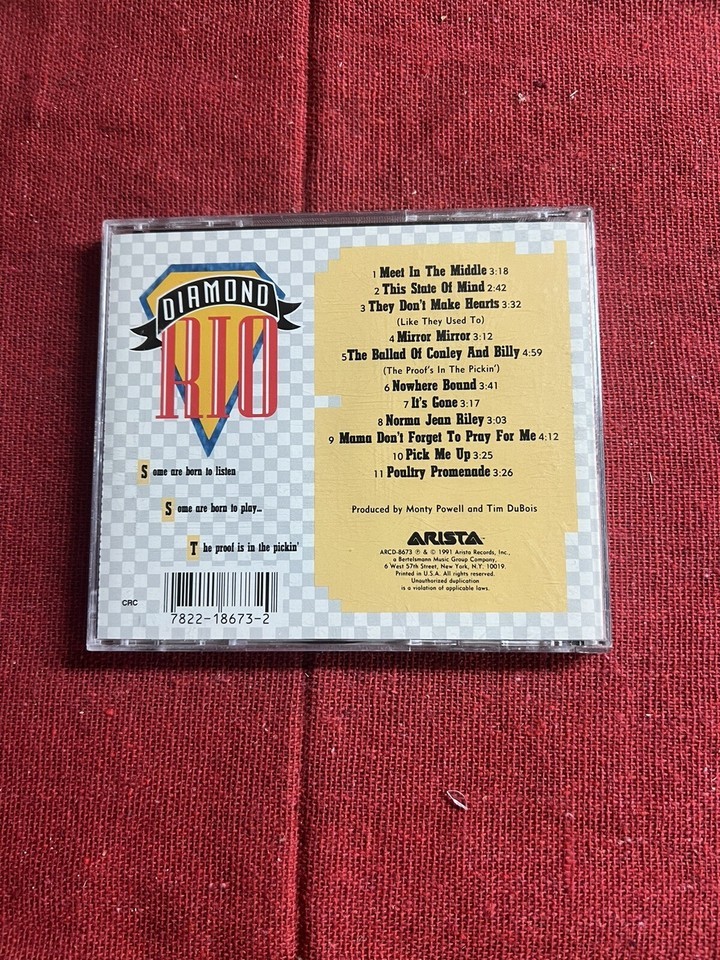 DIAMOND
RIO
Some are born to listen
Some are born to play...
The proof is in the pickin'
CRC
7822-18673-2
1 Meet In The Middle 3:18
2 This State Of Mind 2:42
3 They Don't Make Hearts 3:32
(Like They Used To)
4 Mirror Mirror 3:12
5 The Ballad Of Conley And Billy 4:59
(The Proof's In The Pickin')
6 Nowhere Bound 3:41
7 It's Gone 3:17
8 Norma Jean Riley 3:03
9 Mama Don't Forget To Pray For Me 4:12
10 Pick Me Up 3:25
11 Poultry Promenade 3:26
Produced by Monty Powell and Tim DuBois
ARISTA
ARCD-8673 ℗ & © 1991 Arista Records, Inc.,
a Bertelsmann Music Group Company,
6 West 57th Street, New York, N.Y. 10019.
Printed in U.S.A. All rights reserved.
Unauthorized duplication
is a violation of applicable laws.